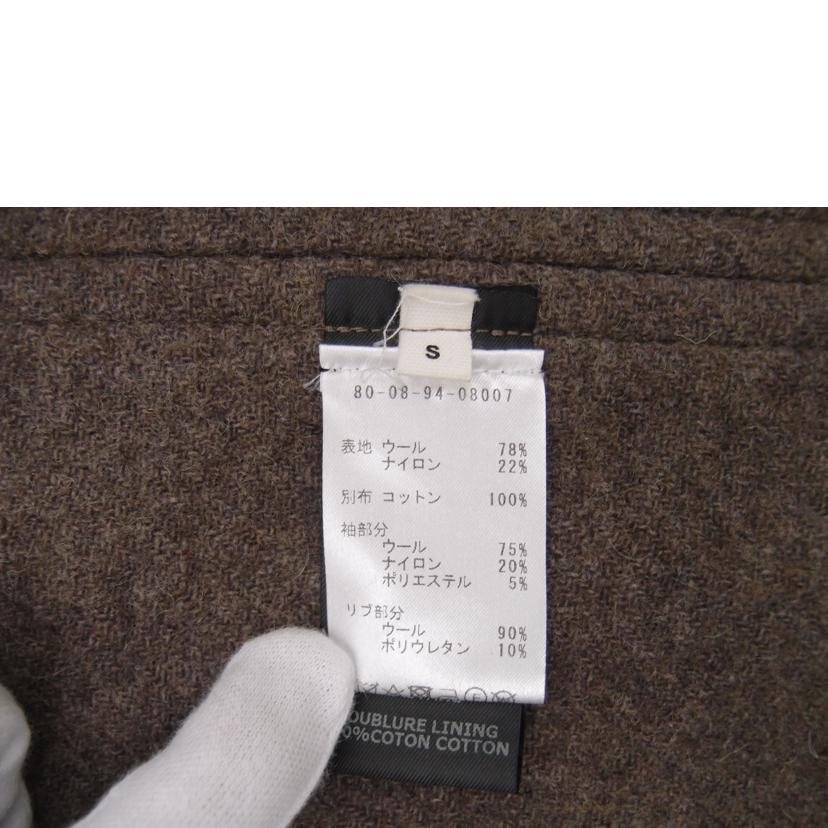 S
80-08-94-08007
表地 ウール 78%
ナイロン 22%
別布 コットン 100%
袖部分
ウール 75%
ナイロン 20%
ポリエステル 5%
リブ部分
ウール 90%
ポリウレタン 10%
OUBLURE LINING
0%COTON COTTON